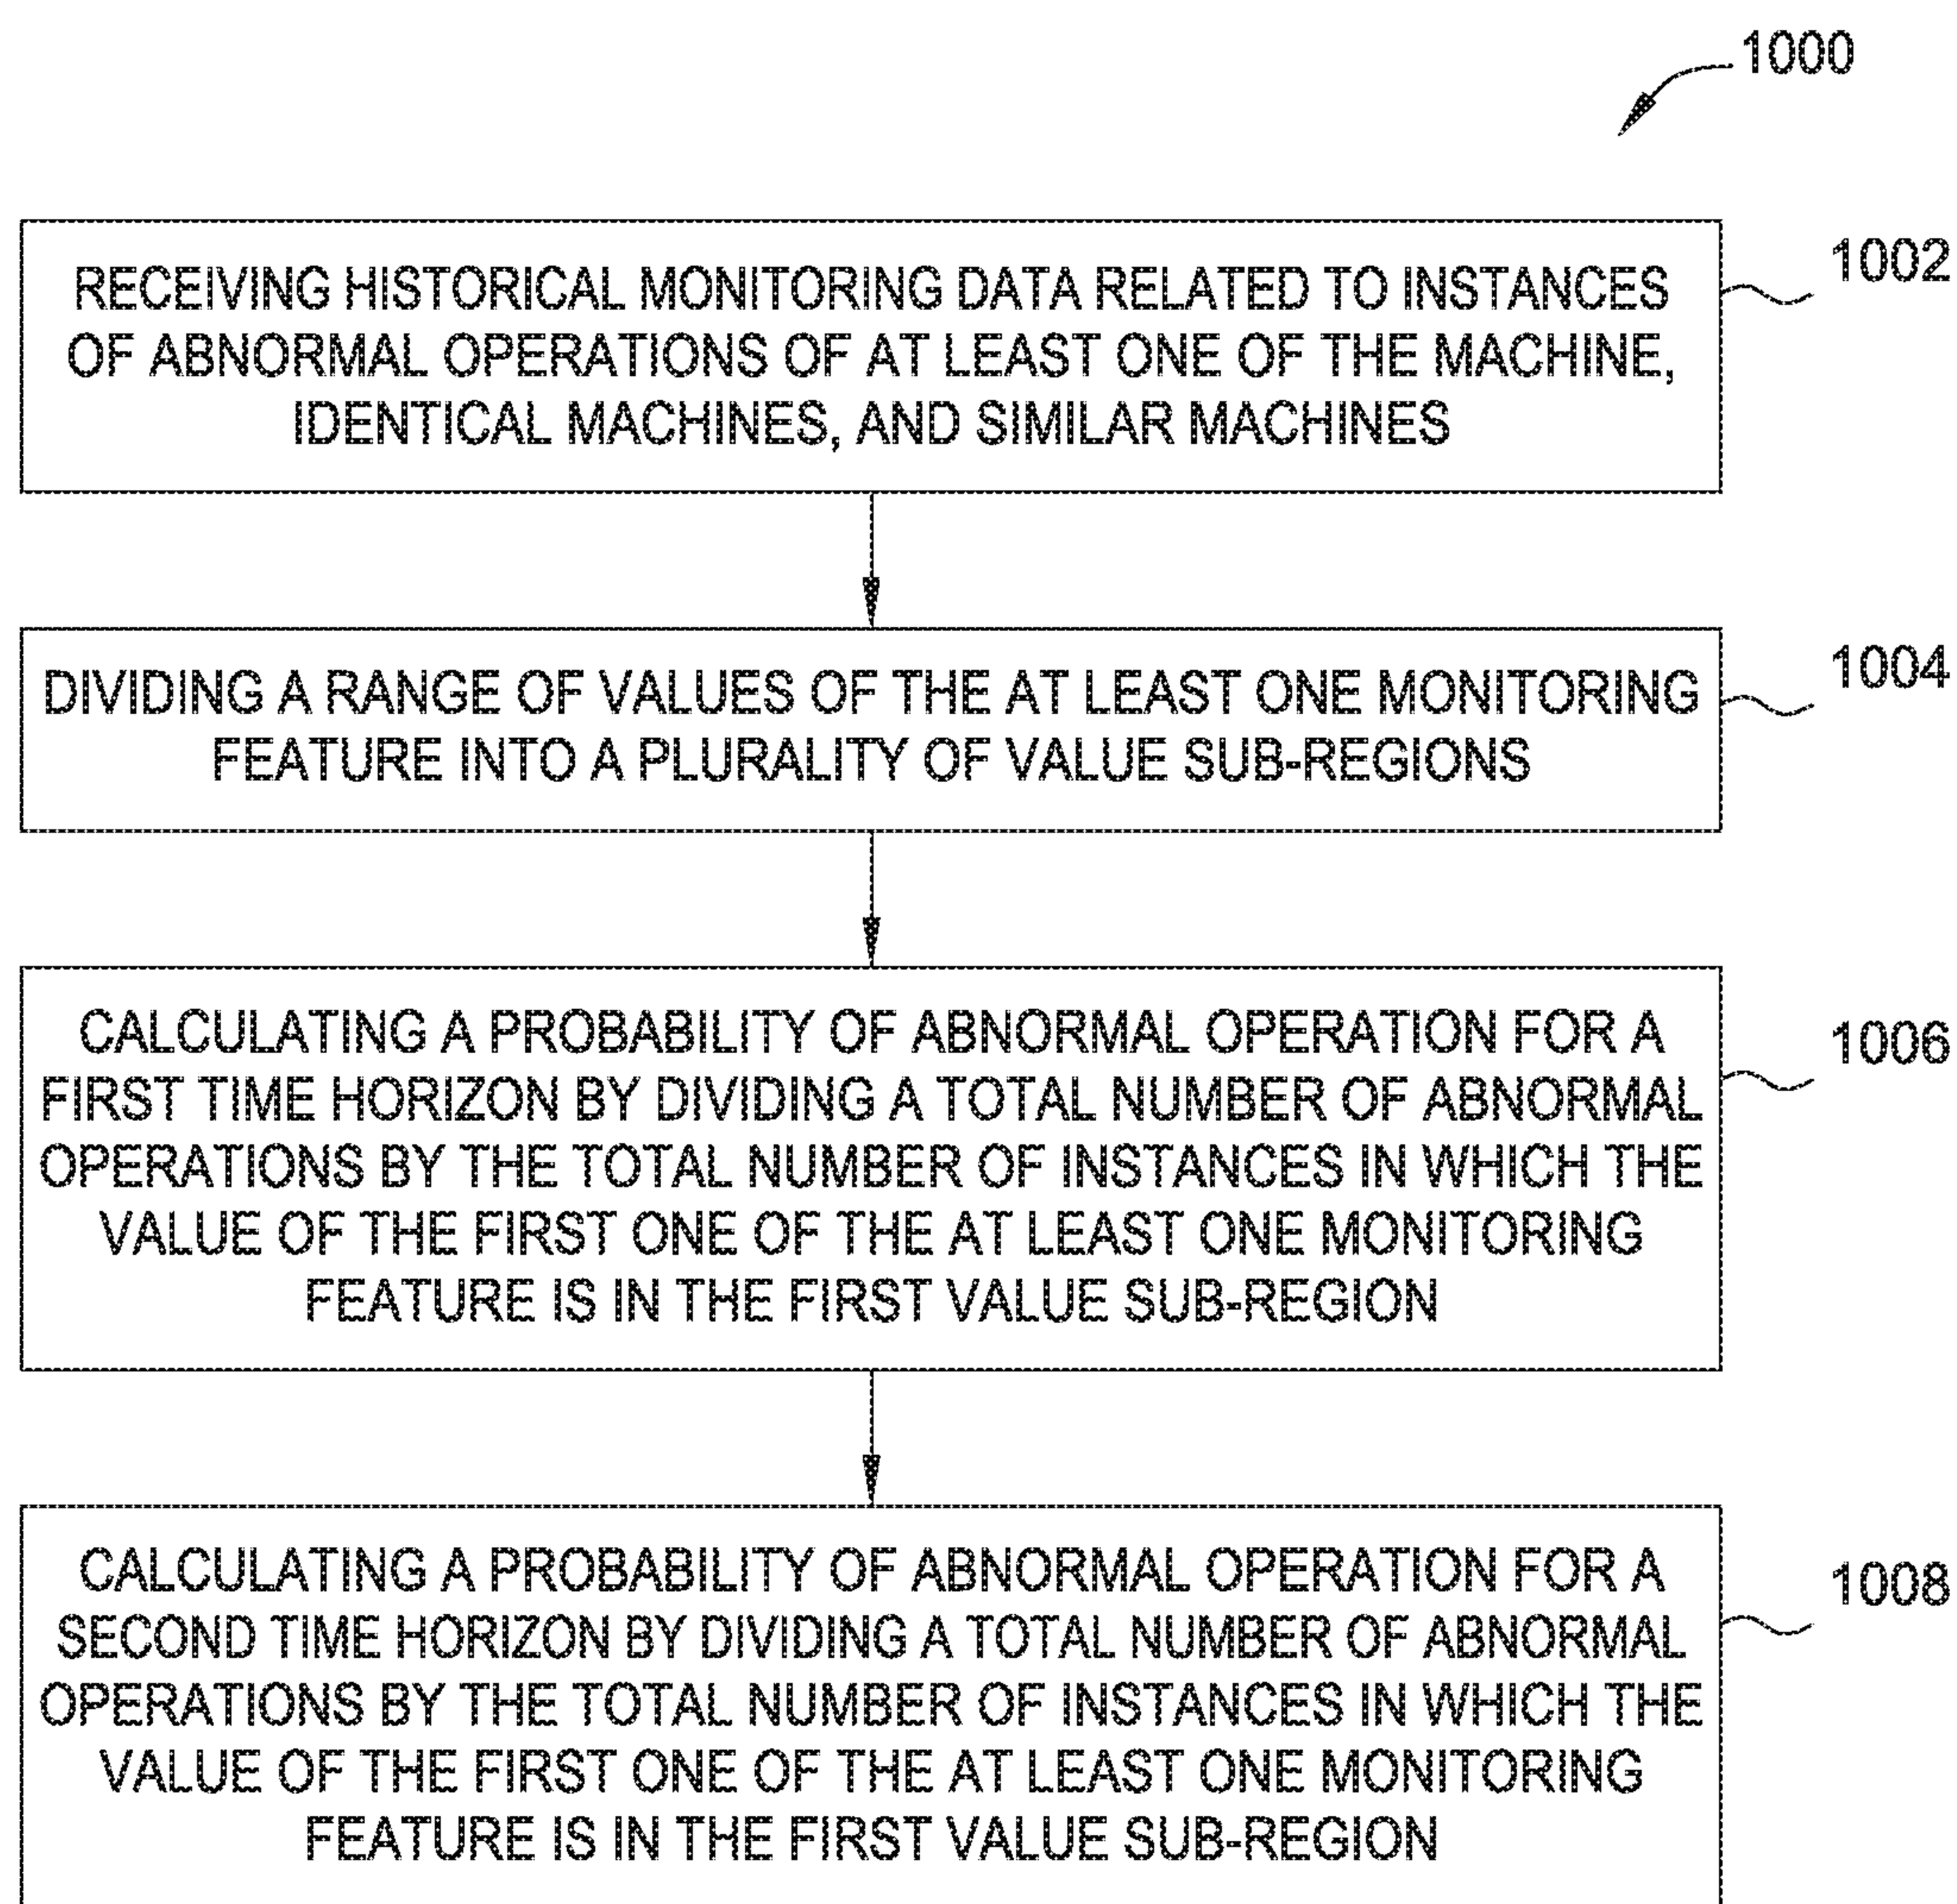 1000
RECEIVING HISTORICAL MONITORING DATA RELATED TO INSTANCES
OF ABNORMAL OPERATIONS OF AT LEAST ONE OF THE MACHINE,
IDENTICAL MACHINES, AND SIMILAR MACHINES
1002
DIVIDING A RANGE OF VALUES OF THE AT LEAST ONE MONITORING
FEATURE INTO A PLURALITY OF VALUE SUB-REGIONS
1004
CALCULATING A PROBABILITY OF ABNORMAL OPERATION FOR A
FIRST TIME HORIZON BY DIVIDING A TOTAL NUMBER OF ABNORMAL
OPERATIONS BY THE TOTAL NUMBER OF INSTANCES IN WHICH THE
VALUE OF THE FIRST ONE OF THE AT LEAST ONE MONITORING
FEATURE IS IN THE FIRST VALUE SUB-REGION
1006
CALCULATING A PROBABILITY OF ABNORMAL OPERATION FOR A
SECOND TIME HORIZON BY DIVIDING A TOTAL NUMBER OF ABNORMAL
OPERATIONS BY THE TOTAL NUMBER OF INSTANCES IN WHICH THE
VALUE OF THE FIRST ONE OF THE AT LEAST ONE MONITORING
FEATURE IS IN THE FIRST VALUE SUB-REGION
1008